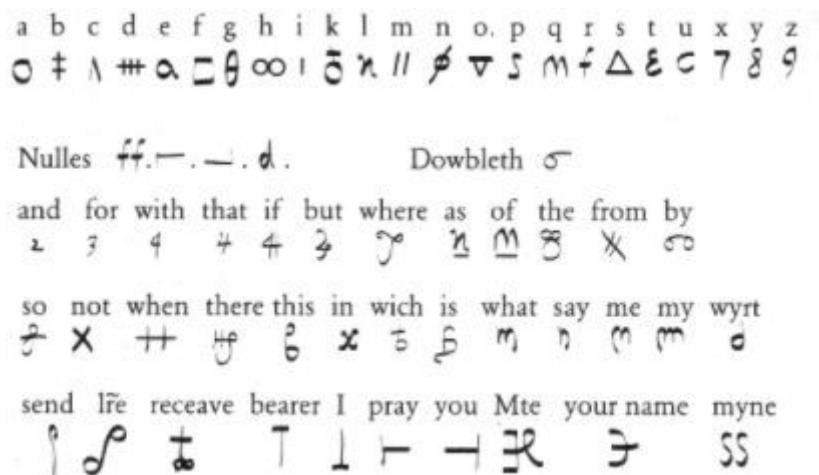 a b c d e f g h i k l m n o. p q r s t u x y z
Nulles ff. . . d. Dowbleth
and for with that if but where as of the from by
so not when there this in wich is what say me my wyrt
send lr̃e receave bearer I pray you Mte your name myne